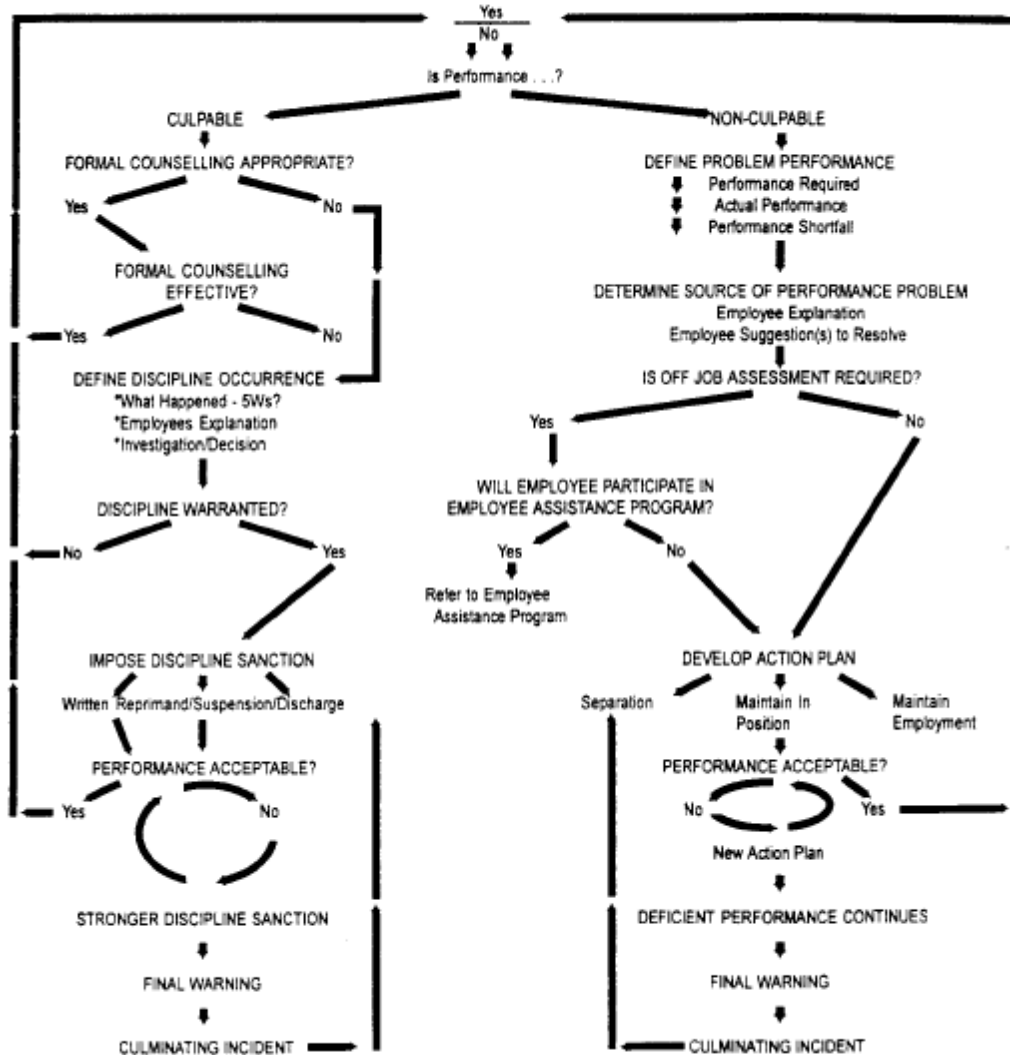 Yes
No
Is Performance . . .?
CULPABLE
FORMAL COUNSELLING APPROPRIATE?
Yes
No
FORMAL COUNSELLING
EFFECTIVE?
Yes
No
DEFINE DISCIPLINE OCCURRENCE
*What Happened - 5Ws?
*Employees Explanation
*Investigation/Decision
DISCIPLINE WARRANTED?
No
Yes
IMPOSE DISCIPLINE SANCTION
Written Reprimand/Suspension/Discharge
PERFORMANCE ACCEPTABLE?
Yes
No
STRONGER DISCIPLINE SANCTION
FINAL WARNING
CULMINATING INCIDENT
NON-CULPABLE
DEFINE PROBLEM PERFORMANCE
Performance Required
Actual Performance
Performance Shortfall
DETERMINE SOURCE OF PERFORMANCE PROBLEM
Employee Explanation
Employee Suggestion(s) to Resolve
IS OFF JOB ASSESSMENT REQUIRED?
Yes
No
WILL EMPLOYEE PARTICIPATE IN
EMPLOYEE ASSISTANCE PROGRAM?
Yes
No
Refer to Employee
Assistance Program
DEVELOP ACTION PLAN
Separation
Maintain In
Position
Maintain
Employment
PERFORMANCE ACCEPTABLE?
No
Yes
New Action Plan
DEFICIENT PERFORMANCE CONTINUES
FINAL WARNING
CULMINATING INCIDENT